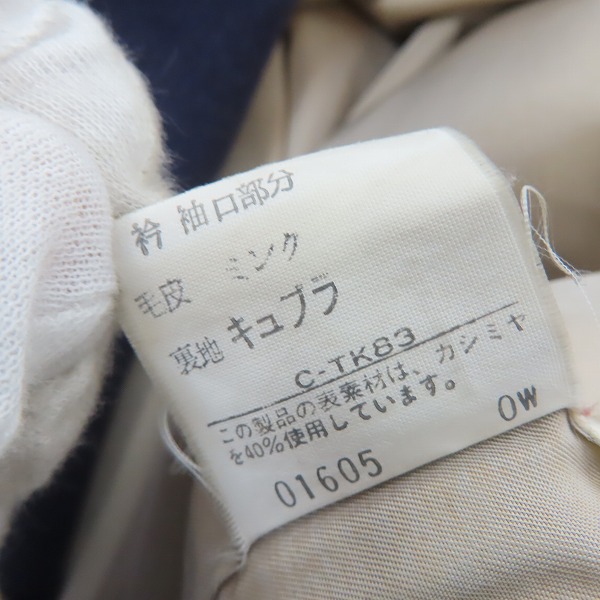 衿 袖口部分
毛皮 ミンク
裏地 キュプラ
C-TK83
この製品の表素材は、カシミヤ
を40%使用しています。
01605 0W